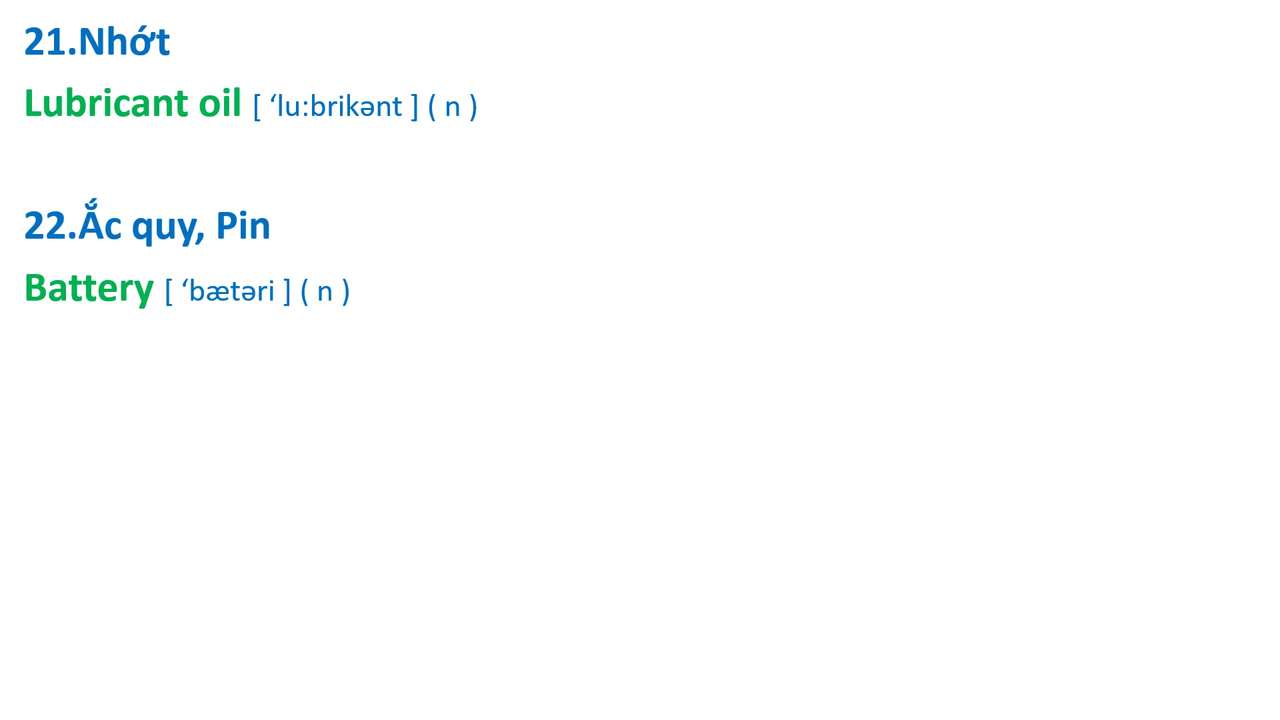 21.Nhớt
Lubricant oil [ ‘lu:brikənt ] ( n )
22.Ắc quy, Pin
Battery [ ‘bætəri ] ( n )